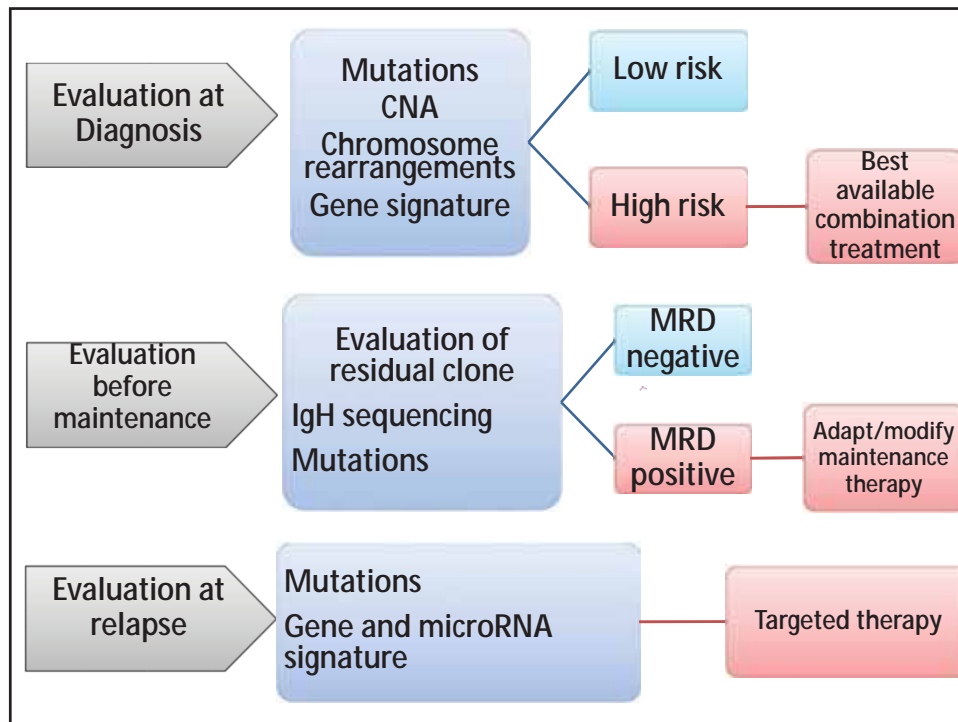 Evaluation at
Diagnosis
Mutations
CNA
Chromosome
rearrangements
Gene signature
Low risk
High risk
Best
available
combination
treatment
Evaluation
before
maintenance
Evaluation of
residual clone
IgH sequencing
Mutations
MRD
negative
MRD
positive
Adapt/modify
maintenance
therapy
Evaluation at
relapse
Mutations
Gene and microRNA
signature
Targeted therapy